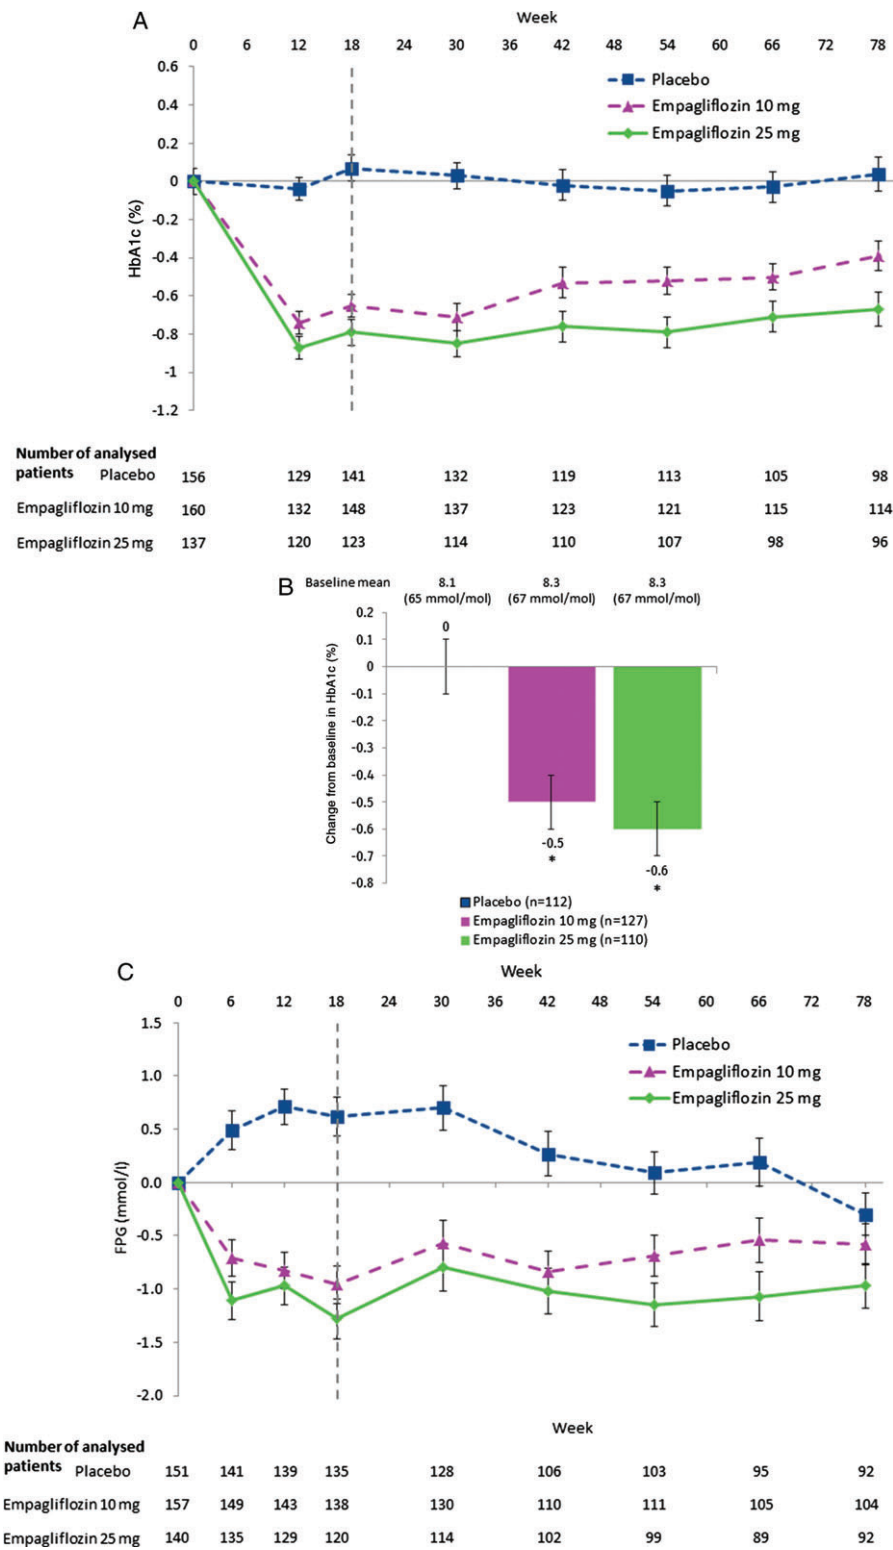 A
Week
0 6 12 18 24 30 36 42 48 54 60 66 72 78
0.6
0.4
0.2
0
-0.2
-0.4
-0.6
-0.8
-1
-1.2
HbA1c (%)
Placebo
Empagliflozin 10 mg
Empagliflozin 25 mg
Number of analysed
patients Placebo 156 129 141 132 119 113 105 98
Empagliflozin 10 mg 160 132 148 137 123 121 115 114
Empagliflozin 25 mg 137 120 123 114 110 107 98 96
B
Baseline mean 8.1 8.3 8.3
(65 mmol/mol) (67 mmol/mol) (67 mmol/mol)
0.2
0.1
0
-0.1
-0.2
-0.3
-0.4
-0.5
-0.6
-0.7
-0.8
Change from baseline in HbA1c (%)
0
-0.5
*
-0.6
*
Placebo (n=112)
Empagliflozin 10 mg (n=127)
Empagliflozin 25 mg (n=110)
C
Week
0 6 12 18 24 30 36 42 48 54 60 66 72 78
1.5
1.0
0.5
0.0
-0.5
-1.0
-1.5
-2.0
FPG (mmol/l)
Placebo
Empagliflozin 10 mg
Empagliflozin 25 mg
Week
Number of analysed
patients Placebo 151 141 139 135 128 106 103 95 92
Empagliflozin 10 mg 157 149 143 138 130 110 111 105 104
Empagliflozin 25 mg 140 135 129 120 114 102 99 89 92